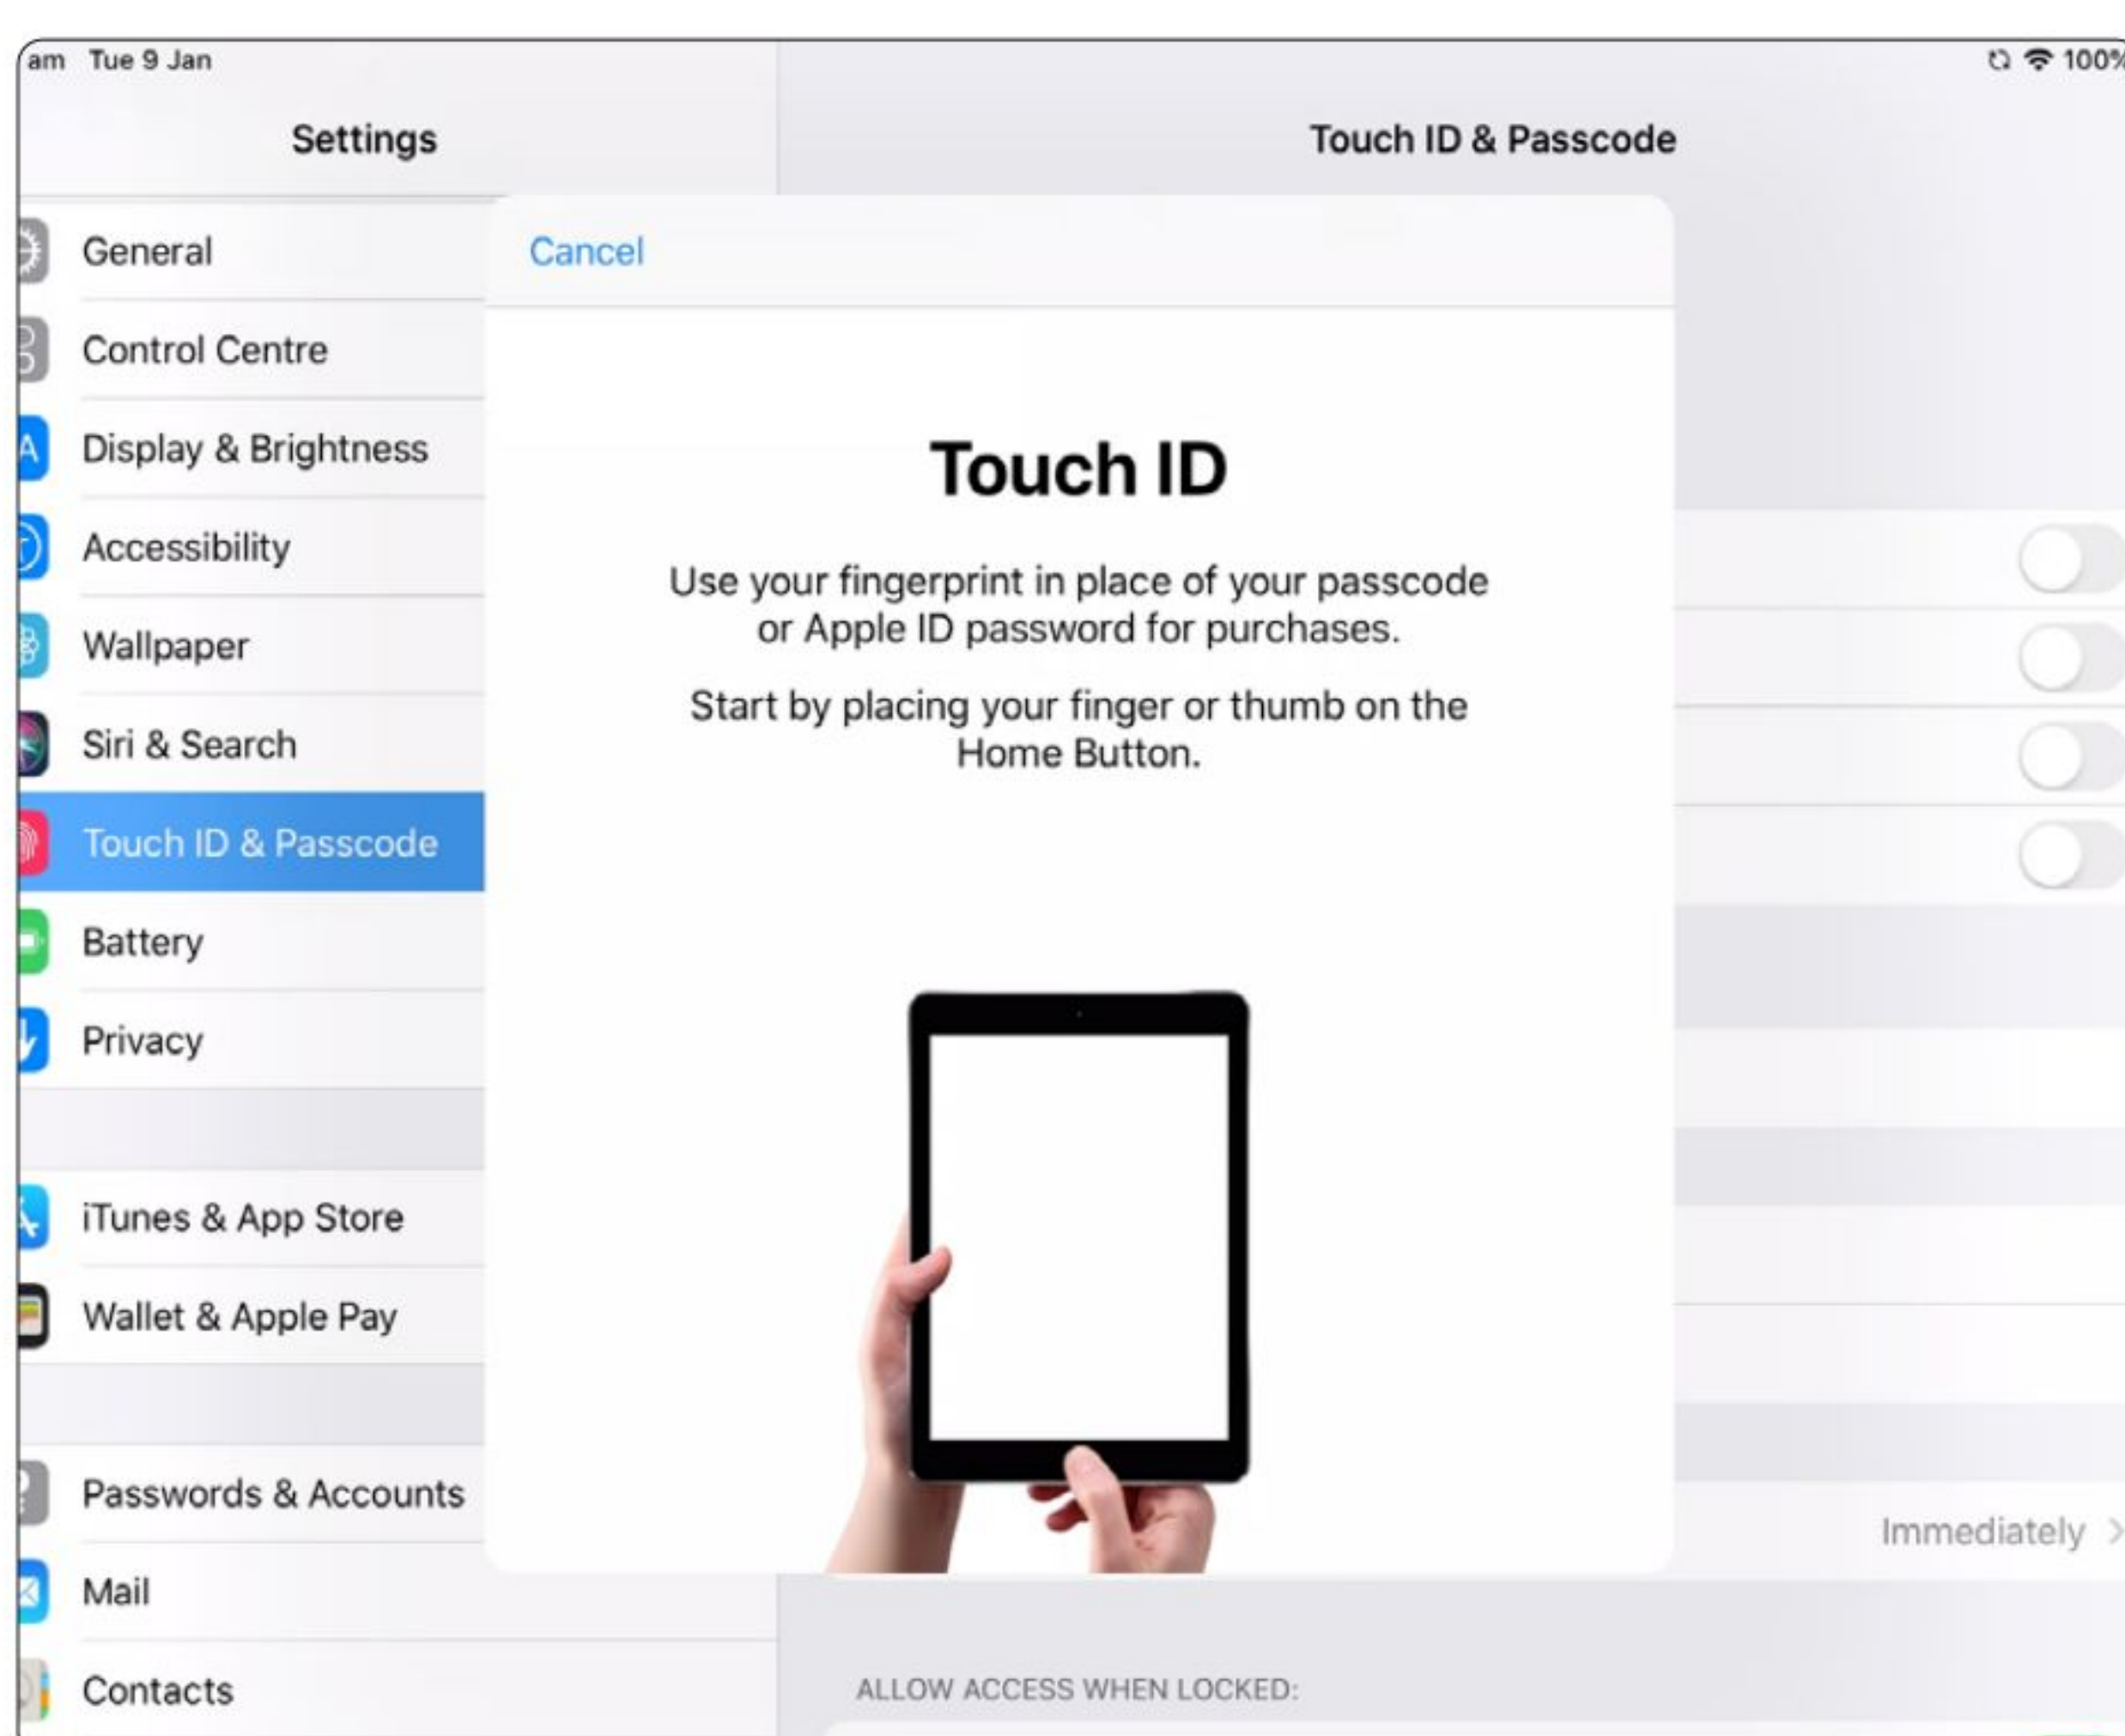 am Tue 9 Jan
100%
Settings
Touch ID & Passcode
General
Control Centre
Display & Brightness
Accessibility
Wallpaper
Siri & Search
Touch ID & Passcode
Battery
Privacy
iTunes & App Store
Wallet & Apple Pay
Passwords & Accounts
Mail
Contacts
Cancel
Touch ID
Use your fingerprint in place of your passcode
or Apple ID password for purchases.
Start by placing your finger or thumb on the
Home Button.
Immediately
ALLOW ACCESS WHEN LOCKED: